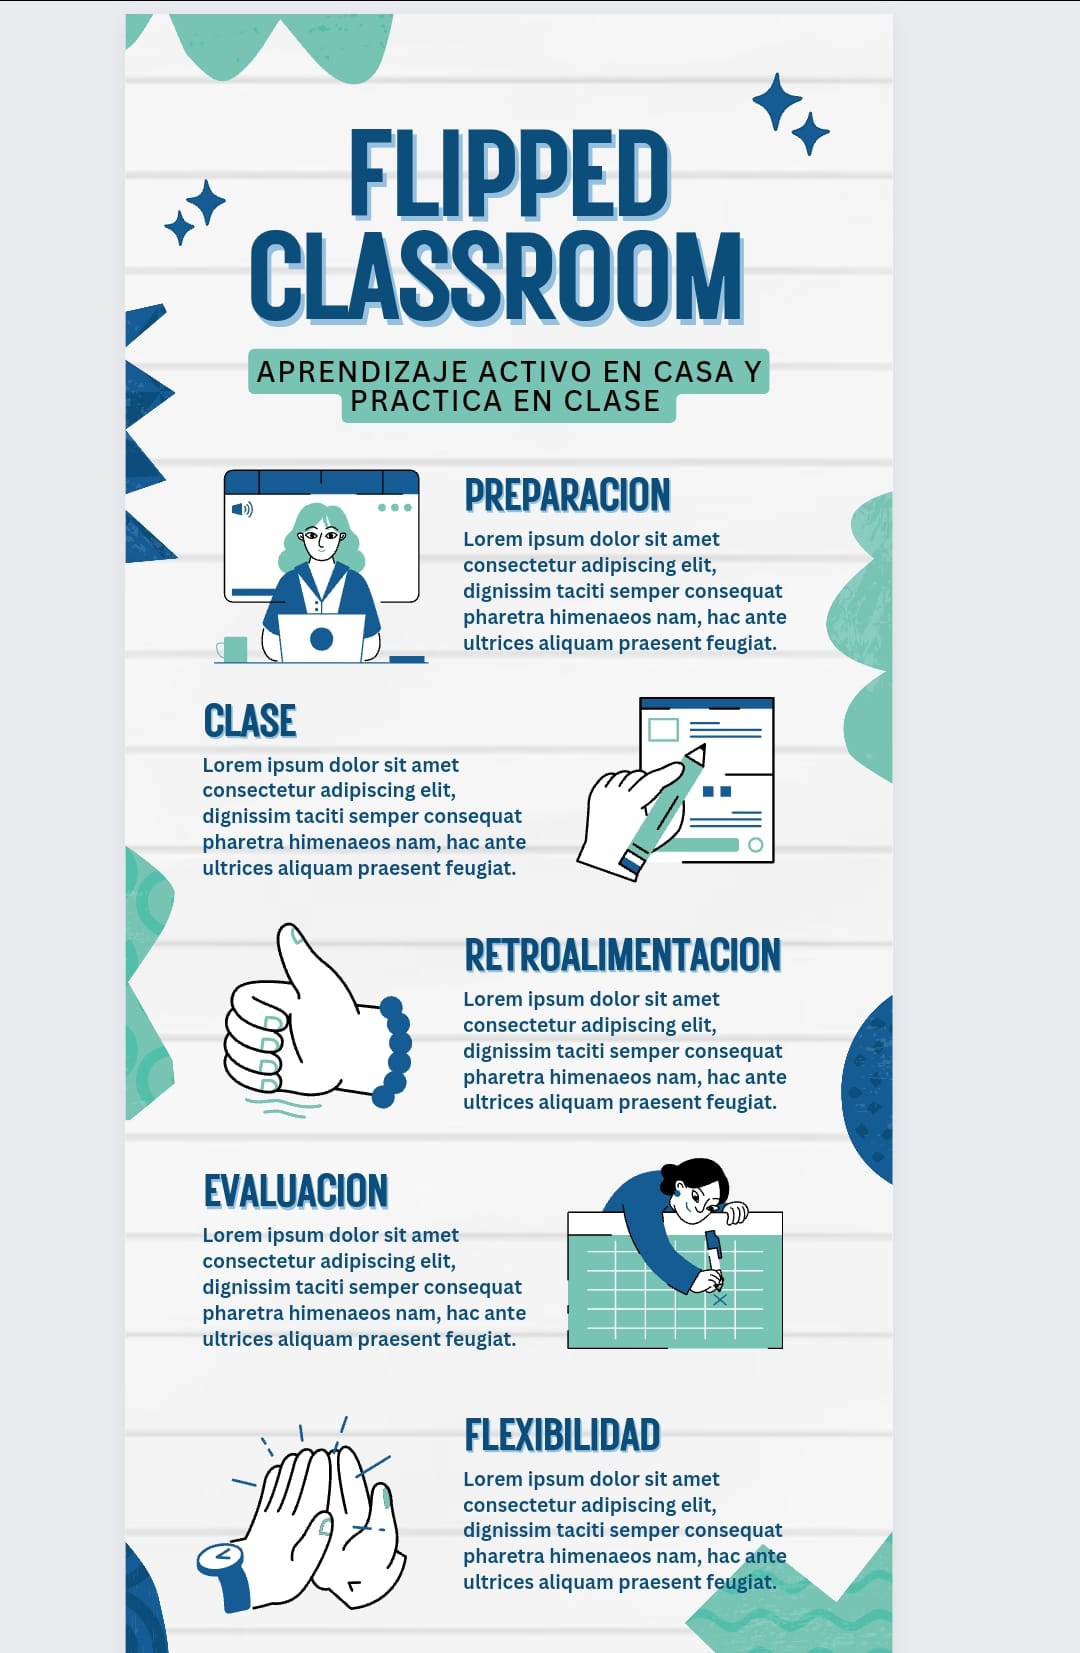 FLIPPED
CLASSROOM
APRENDIZAJE ACTIVO EN CASA Y
PRACTICA EN CLASE
PREPARACION
Lorem ipsum dolor sit amet
consectetur adipiscing elit,
dignissim taciti semper consequat
pharetra himenaeos nam, hac ante
ultrices aliquam praesent feugiat.
CLASE
Lorem ipsum dolor sit amet
consectetur adipiscing elit,
dignissim taciti semper consequat
pharetra himenaeos nam, hac ante
ultrices aliquam praesent feugiat.
RETROALIMENTACION
Lorem ipsum dolor sit amet
consectetur adipiscing elit,
dignissim taciti semper consequat
pharetra himenaeos nam, hac ante
ultrices aliquam praesent feugiat.
EVALUACION
Lorem ipsum dolor sit amet
consectetur adipiscing elit,
dignissim taciti semper consequat
pharetra himenaeos nam, hac ante
ultrices aliquam praesent feugiat.
FLEXIBILIDAD
Lorem ipsum dolor sit amet
consectetur adipiscing elit,
dignissim taciti semper consequat
pharetra himenaeos nam, hac ante
ultrices aliquam praesent feugiat.